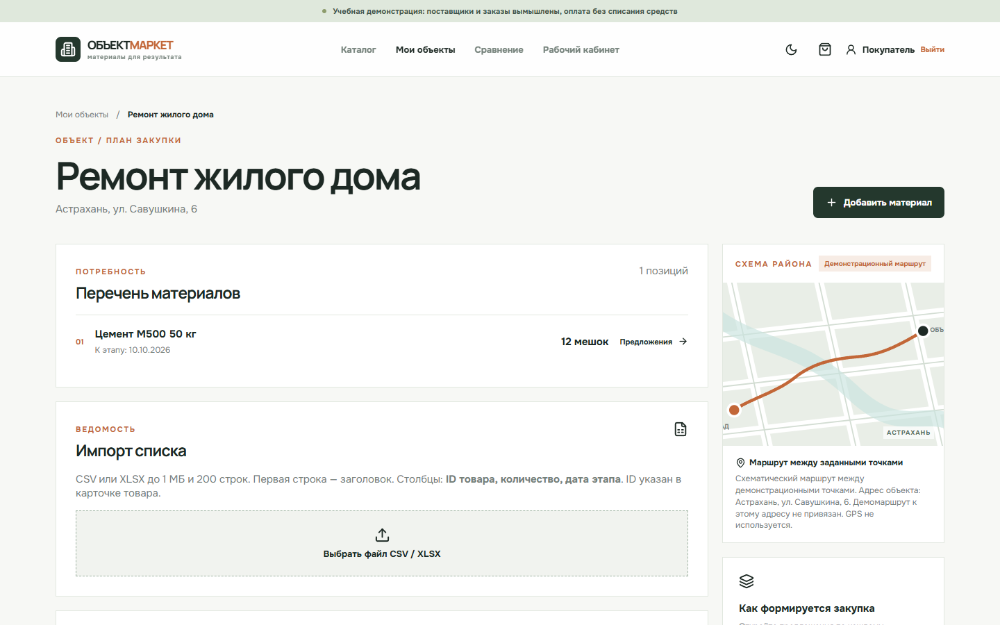 Учебная демонстрация: поставщики и заказы вымышлены, оплата без списания средств
ОБЪЕКТМАРКЕТ
материалы для результата
Каталог
Мои объекты
Сравнение
Рабочий кабинет
Покупатель
Выйти
Мои объекты / Ремонт жилого дома
ОБЪЕКТ / ПЛАН ЗАКУПКИ
Ремонт жилого дома
Астрахань, ул. Савушкина, 6
Добавить материал
ПОТРЕБНОСТЬ
1 позиций
Перечень материалов
01
Цемент М500 50 кг
К этапу: 10.10.2026
12 мешок
Предложения
ВЕДОМОСТЬ
Импорт списка
CSV или XLSX до 1 МБ и 200 строк. Первая строка — заголовок. Столбцы: ID товара, количество, дата этапа. ID указан в
карточке товара.
Выбрать файл CSV / XLSX
СХЕМА РАЙОНА
Демонстрационный маршрут
ОБЪ
АД
АСТРАХАНЬ
Маршрут между заданными точками
Схематический маршрут между
демонстрационными точками. Адрес объекта:
Астрахань, ул. Савушкина, 6. Демомаршрут к
этому адресу не привязан. GPS не
используется.
Как формируется закупка